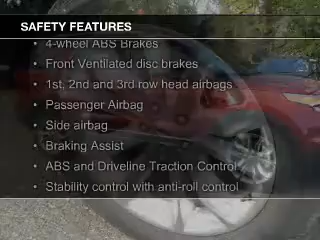 SAFETY FEATURES
• 4-wheel ABS Brakes
• Front Ventilated disc brakes
• 1st, 2nd and 3rd row head airbags
• Passenger Airbag
• Side airbag
• Braking Assist
• ABS and Driveline Traction Control
• Stability control with anti-roll control